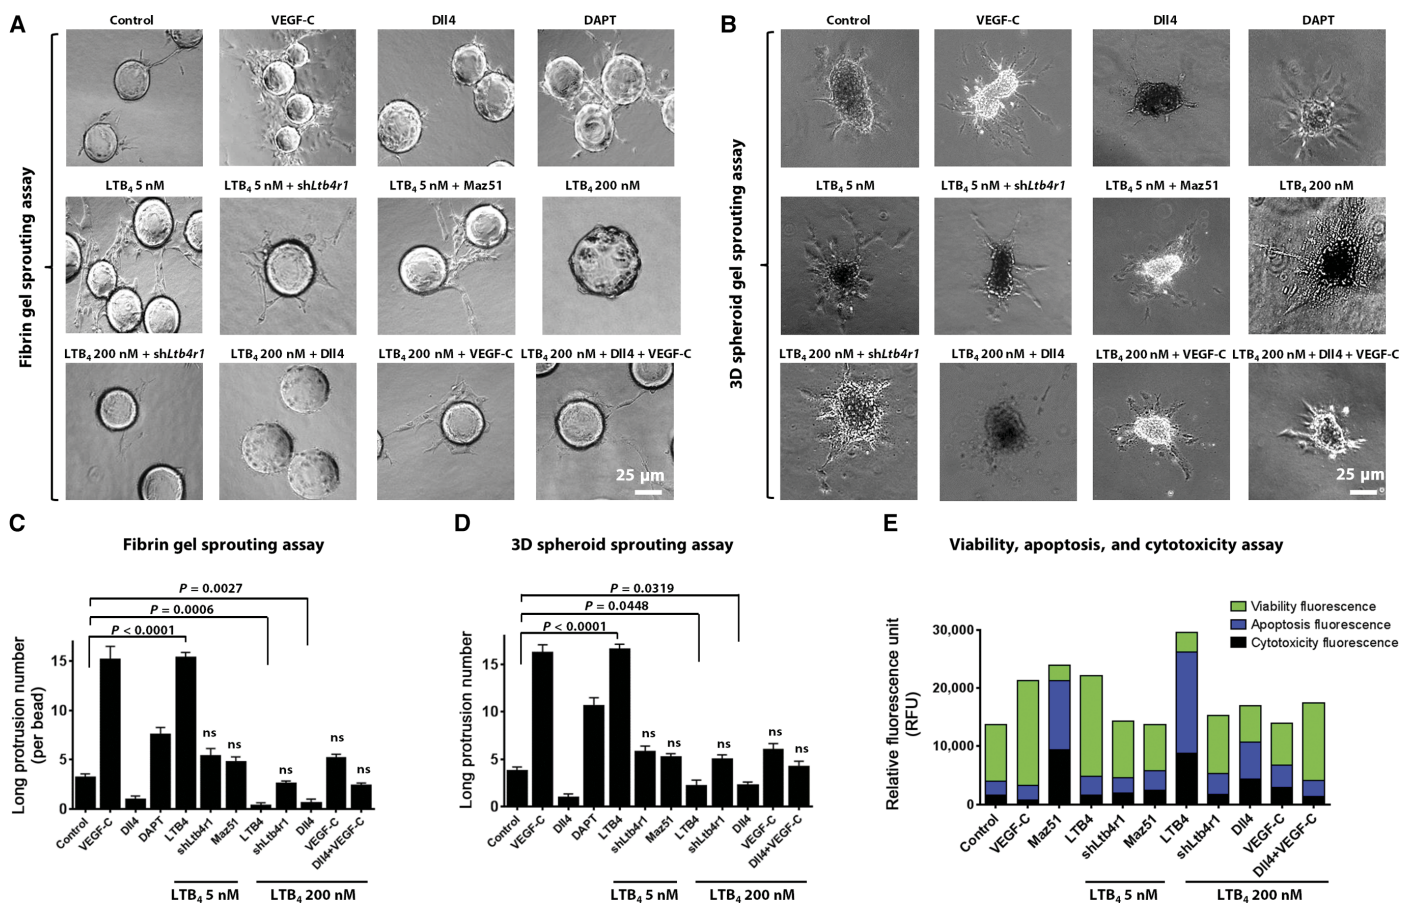 A
Control
VEGF-C
Dll4
DAPT
Fibrin gel sprouting assay
LTB4 5 nM
LTB4 5 nM + shLtb4r1
LTB4 5 nM + Maz51
LTB4 200 nM
LTB4 200 nM + shLtb4r1
LTB4 200 nM + Dll4
LTB4 200 nM + VEGF-C
LTB4 200 nM + Dll4 + VEGF-C
25 μm
B
Control
VEGF-C
Dll4
DAPT
3D spheroid gel sprouting assay
LTB4 5 nM
LTB4 5 nM + shLtb4r1
LTB4 5 nM + Maz51
LTB4 200 nM
LTB4 200 nM + shLtb4r1
LTB4 200 nM + Dll4
LTB4 200 nM + VEGF-C
LTB4 200 nM + Dll4 + VEGF-C
25 μm
C
Fibrin gel sprouting assay
P = 0.0027
P = 0.0006
P < 0.0001
Long protrusion number
(per bead)
15
10
5
0
ns
ns
ns
ns
ns
Control
VEGF-C
Dll4
DAPT
LTB4
shLtb4r1
Maz51
LTB4
shLtb4r1
Dll4
VEGF-C
Dll4+VEGF-C
LTB4 5 nM
LTB4 200 nM
D
3D spheroid sprouting assay
P = 0.0319
P = 0.0448
P < 0.0001
Long protrusion number
15
10
5
0
ns
ns
ns
ns
ns
Control
VEGF-C
Dll4
DAPT
LTB4
shLtb4r1
Maz51
LTB4
shLtb4r1
Dll4
VEGF-C
Dll4+VEGF-C
LTB4 5 nM
LTB4 200 nM
E
Viability, apoptosis, and cytotoxicity assay
Viability fluorescence
Apoptosis fluorescence
Cytotoxicity fluorescence
Relative fluorescence unit
(RFU)
30,000
20,000
10,000
0
Control
VEGF-C
Maz51
LTB4
shLtb4r1
Maz51
LTB4
shLtb4r1
Dll4
VEGF-C
Dll4+VEGF-C
LTB4 5 nM
LTB4 200 nM